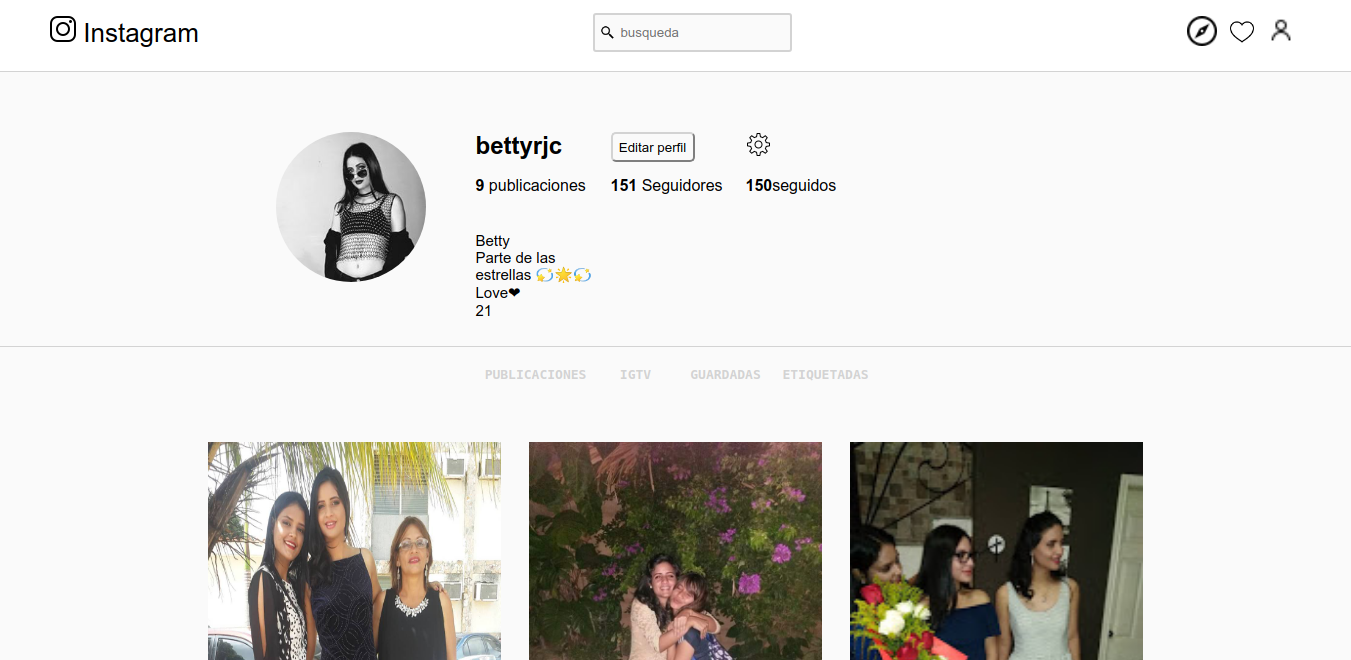 Instagram
busqueda
bettyrjc
Editar perfil
9 publicaciones 151 Seguidores 150seguidos
Betty
Parte de las
estrellas 💫🌟💫
Love❤
21
PUBLICACIONES IGTV GUARDADAS ETIQUETADAS